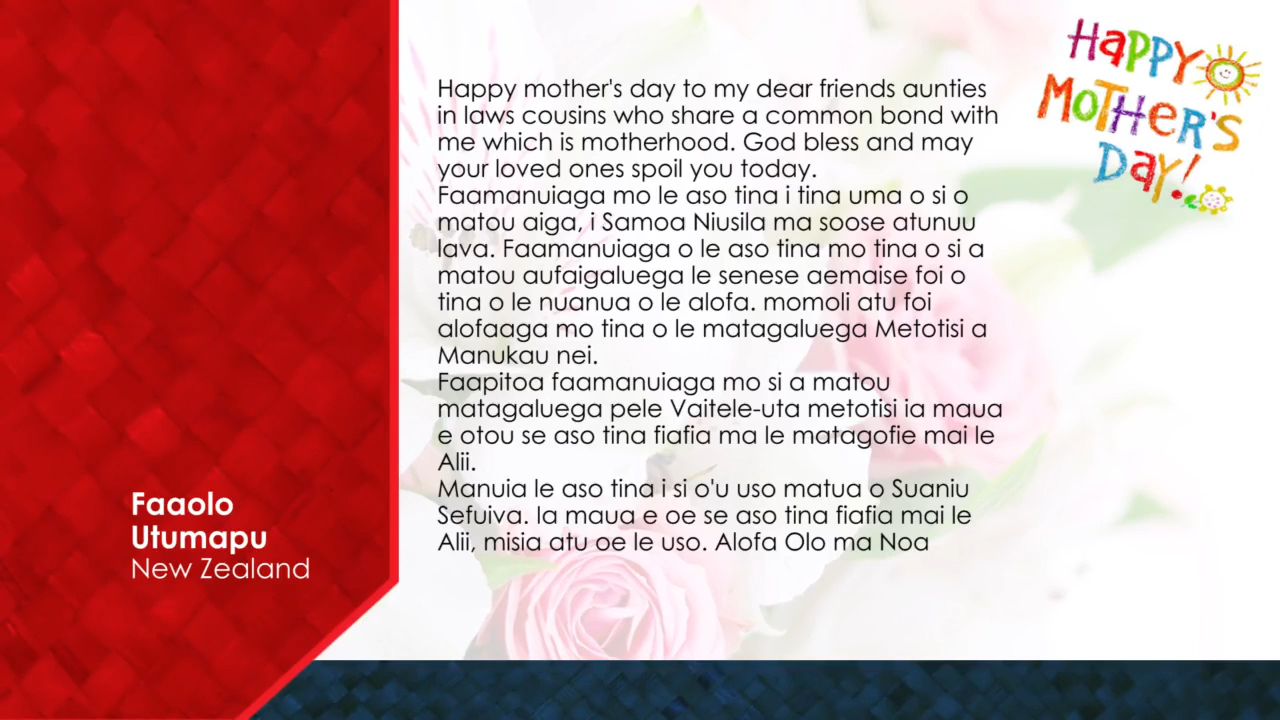 HAPPY
MOTHER'S
DAY!
Happy mother's day to my dear friends aunties
in laws cousins who share a common bond with
me which is motherhood. God bless and may
your loved ones spoil you today.
Faamanuiaga mo le aso tina i tina uma o si o
matou aiga, i Samoa Niusila ma soose atunuu
lava. Faamanuiaga o le aso tina mo tina o si a
matou aufaigaluega le senese aemaise foi o
tina o le nuanua o le alofa. momoli atu foi
alofaaga mo tina o le matagaluega Metotisi a
Manukau nei.
Faapitoa faamanuiaga mo si a matou
matagaluega pele Vaitele-uta metotisi ia maua
e otou se aso tina fiafia ma le matagofie mai le
Alii.
Manuia le aso tina i si o'u uso matua o Suaniu
Sefuiva. Ia maua e oe se aso tina fiafia mai le
Alii, misia atu oe le uso. Alofa Olo ma Noa
Faaolo
Utumapu
New Zealand